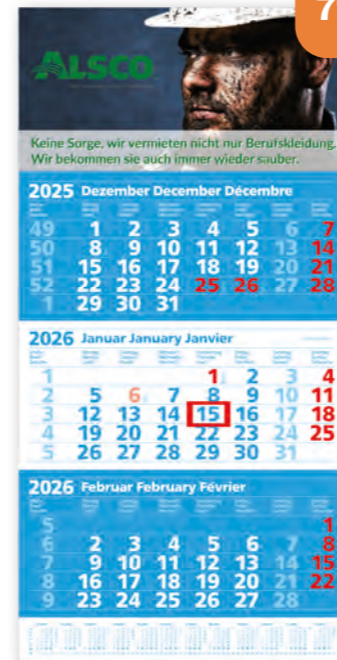 7
ALSCO
Keine Sorge, wir vermieten nicht nur Berufskleidung.
Wir bekommen sie auch immer wieder sauber.
2025 Dezember December Décembre
49 1 2 3 4 5 6 7
50 8 9 10 11 12 13 14
51 15 16 17 18 19 20 21
52 22 23 24 25 26 27 28
1 29 30 31
2026 Januar January Janvier
1 1 2 3 4
2 5 6 7 8 9 10 11
3 12 13 14 15 16 17 18
4 19 20 21 22 23 24 25
5 26 27 28 29 30 31
2026 Februar February Février
5 1
6 2 3 4 5 6 7 8
7 9 10 11 12 13 14 15
8 16 17 18 19 20 21 22
9 23 24 25 26 27 28